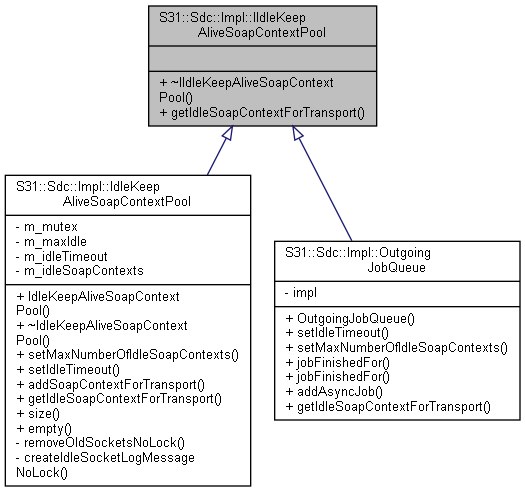 S31::Sdc::Impl::IIdleKeep
AliveSoapContextPool
+ ~IIdleKeepAliveSoapContext
Pool()
+ getIdleSoapContextForTransport()
S31::Sdc::Impl::IdleKeep
AliveSoapContextPool
- m_mutex
- m_maxIdle
- m_idleTimeout
- m_idleSoapContexts
+ IdleKeepAliveSoapContext
Pool()
+ ~IdleKeepAliveSoapContext
Pool()
+ setMaxNumberOfIdleSoapContexts()
+ setIdleTimeout()
+ addSoapContextForTransport()
+ getIdleSoapContextForTransport()
+ size()
+ empty()
- removeOldSocketsNoLock()
- createIdleSocketLogMessage
NoLock()
S31::Sdc::Impl::Outgoing
JobQueue
- impl
+ OutgoingJobQueue()
+ setIdleTimeout()
+ setMaxNumberOfIdleSoapContexts()
+ jobFinishedFor()
+ jobFinishedFor()
+ addAsyncJob()
+ getIdleSoapContextForTransport()